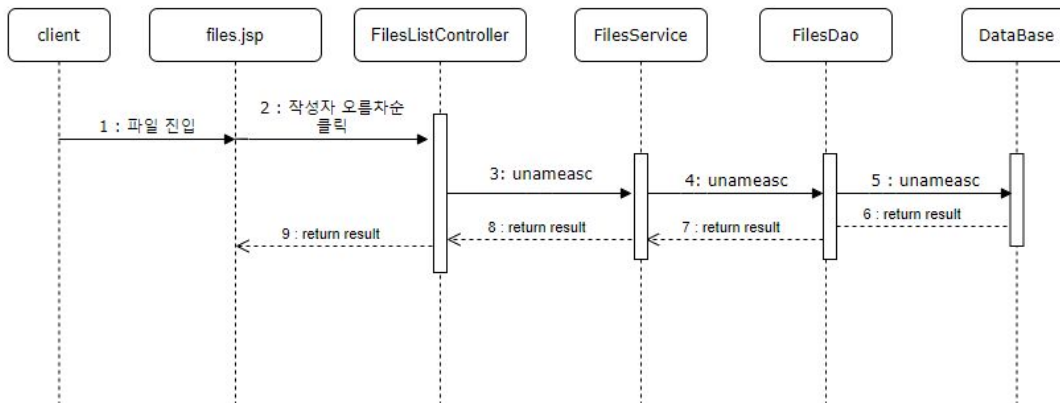 client
files.jsp
FilesListController
FilesService
FilesDao
DataBase
1 : 파일 진입
2 : 작성자 오름차순
클릭
3: unameasc
4: unameasc
5 : unameasc
6 : return result
7 : return result
8 : return result
9 : return result